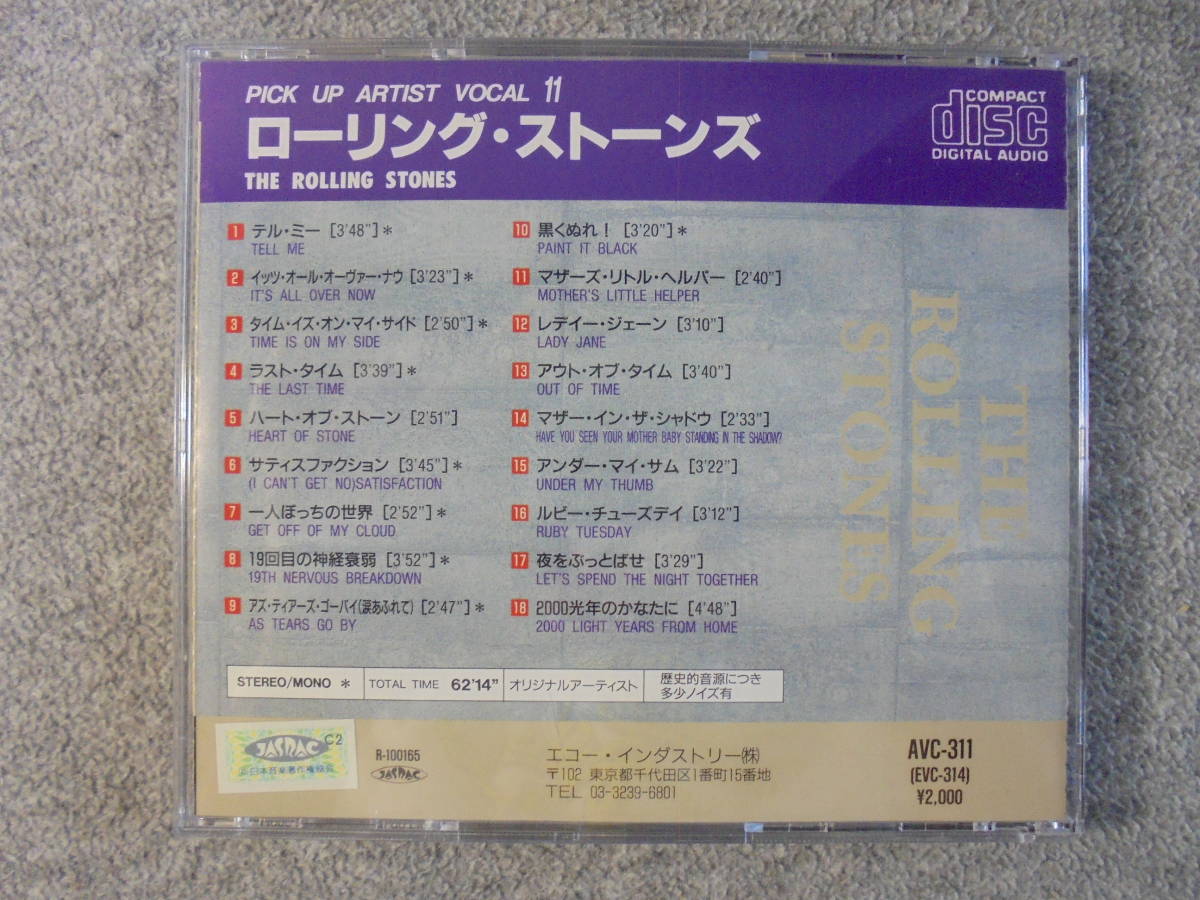 PICK UP ARTIST VOCAL 11
ローリング・ストーンズ
THE ROLLING STONES
COMPACT
disc
DIGITAL AUDIO
1 テル・ミー [3'48"]＊
TELL ME
2 イッツ・オール・オーヴァー・ナウ [3'23"]＊
IT'S ALL OVER NOW
3 タイム・イズ・オン・マイ・サイド [2'50"]＊
TIME IS ON MY SIDE
4 ラスト・タイム [3'39"]＊
THE LAST TIME
5 ハート・オブ・ストーン [2'51"]
HEART OF STONE
6 サティスファクション [3'45"]＊
(I CAN'T GET NO)SATISFACTION
7 一人ぼっちの世界 [2'52"]＊
GET OFF OF MY CLOUD
8 19回目の神経衰弱 [3'52"]＊
19TH NERVOUS BREAKDOWN
9 アズ・ティアーズ・ゴーバイ(涙あふれて) [2'47"]＊
AS TEARS GO BY
10 黒くぬれ！ [3'20"]＊
PAINT IT BLACK
11 マザーズ・リトル・ヘルパー [2'40"]
MOTHER'S LITTLE HELPER
12 レデイー・ジェーン [3'10"]
LADY JANE
13 アウト・オブ・タイム [3'40"]
OUT OF TIME
14 マザー・イン・ザ・シャドウ [2'33"]
HAVE YOU SEEN YOUR MOTHER BABY STANDING IN THE SHADOW?
15 アンダー・マイ・サム [3'22"]
UNDER MY THUMB
16 ルビー・チューズデイ [3'12"]
RUBY TUESDAY
17 夜をぶっとばせ [3'29"]
LET'S SPEND THE NIGHT TOGETHER
18 2000光年のかなたに [4'48"]
2000 LIGHT YEARS FROM HOME
THE
ROLLING
STONES
STEREO/MONO ＊
TOTAL TIME 62'14"
オリジナルアーティスト
歴史的音源につき
多少ノイズ有
JASRAC C2
日本音楽著作権協会
R-100165
JASRAC
エコー・インダストリー㈱
〒102 東京都千代田区1番町15番地
TEL 03-3239-6801
AVC-311
(EVC-314)
¥2,000